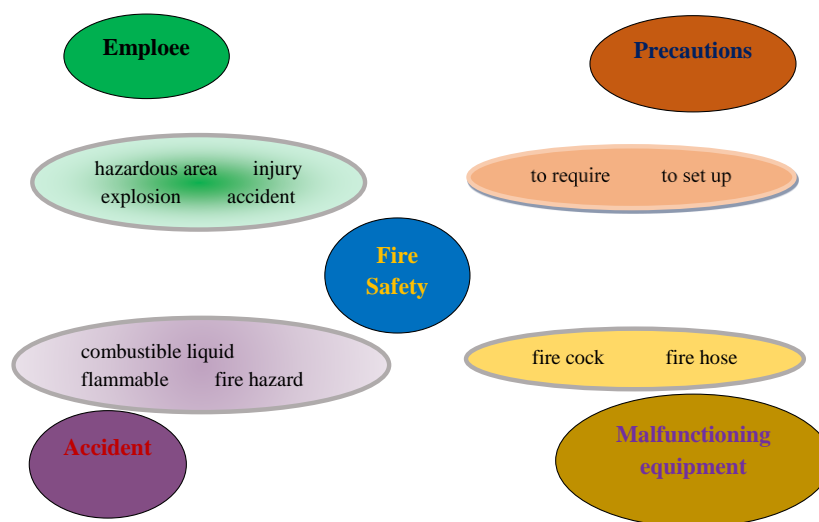 Emploee
Precautions
hazardous area injury
explosion accident
to require to set up
Fire
Safety
combustible liquid
flammable fire hazard
fire cock fire hose
Accident
Malfunctioning
equipment